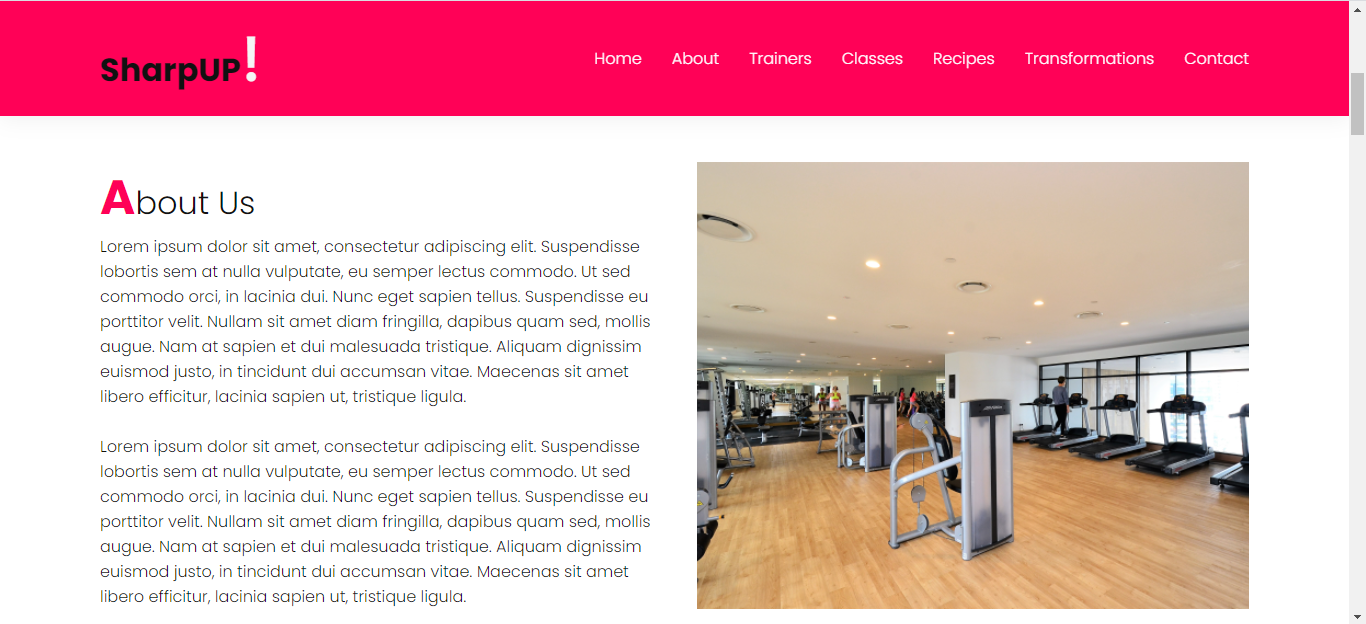 SharpUP!
Home About Trainers Classes Recipes Transformations Contact
About Us
Lorem ipsum dolor sit amet, consectetur adipiscing elit. Suspendisse
lobortis sem at nulla vulputate, eu semper lectus commodo. Ut sed
commodo orci, in lacinia dui. Nunc eget sapien tellus. Suspendisse eu
porttitor velit. Nullam sit amet diam fringilla, dapibus quam sed, mollis
augue. Nam at sapien et dui malesuada tristique. Aliquam dignissim
euismod justo, in tincidunt dui accumsan vitae. Maecenas sit amet
libero efficitur, lacinia sapien ut, tristique ligula.
Lorem ipsum dolor sit amet, consectetur adipiscing elit. Suspendisse
lobortis sem at nulla vulputate, eu semper lectus commodo. Ut sed
commodo orci, in lacinia dui. Nunc eget sapien tellus. Suspendisse eu
porttitor velit. Nullam sit amet diam fringilla, dapibus quam sed, mollis
augue. Nam at sapien et dui malesuada tristique. Aliquam dignissim
euismod justo, in tincidunt dui accumsan vitae. Maecenas sit amet
libero efficitur, lacinia sapien ut, tristique ligula.